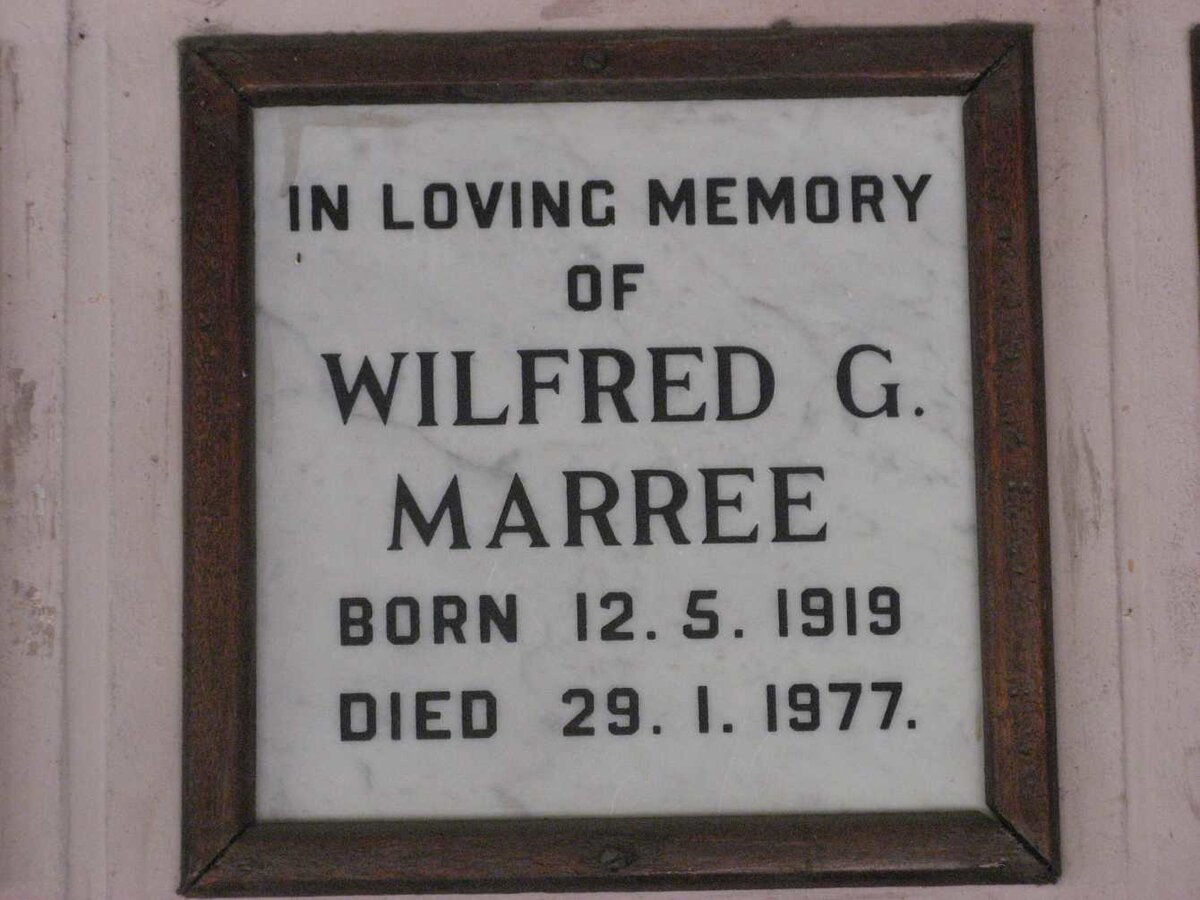 IN LOVING MEMORY
OF
WILFRED G.
MARREE
BORN 12. 5. 1919
DIED 29. 1. 1977.